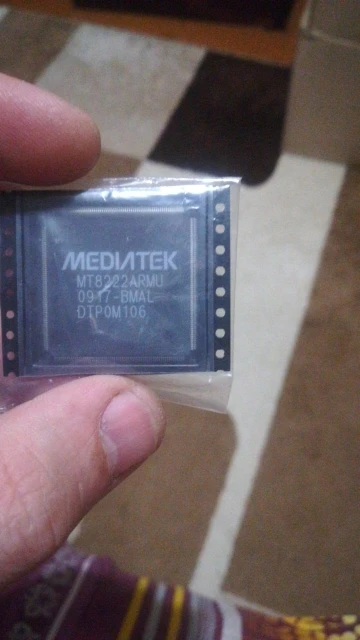 MEDIATEK
MT8222ARMU
0917-BMAL
DTP0M106